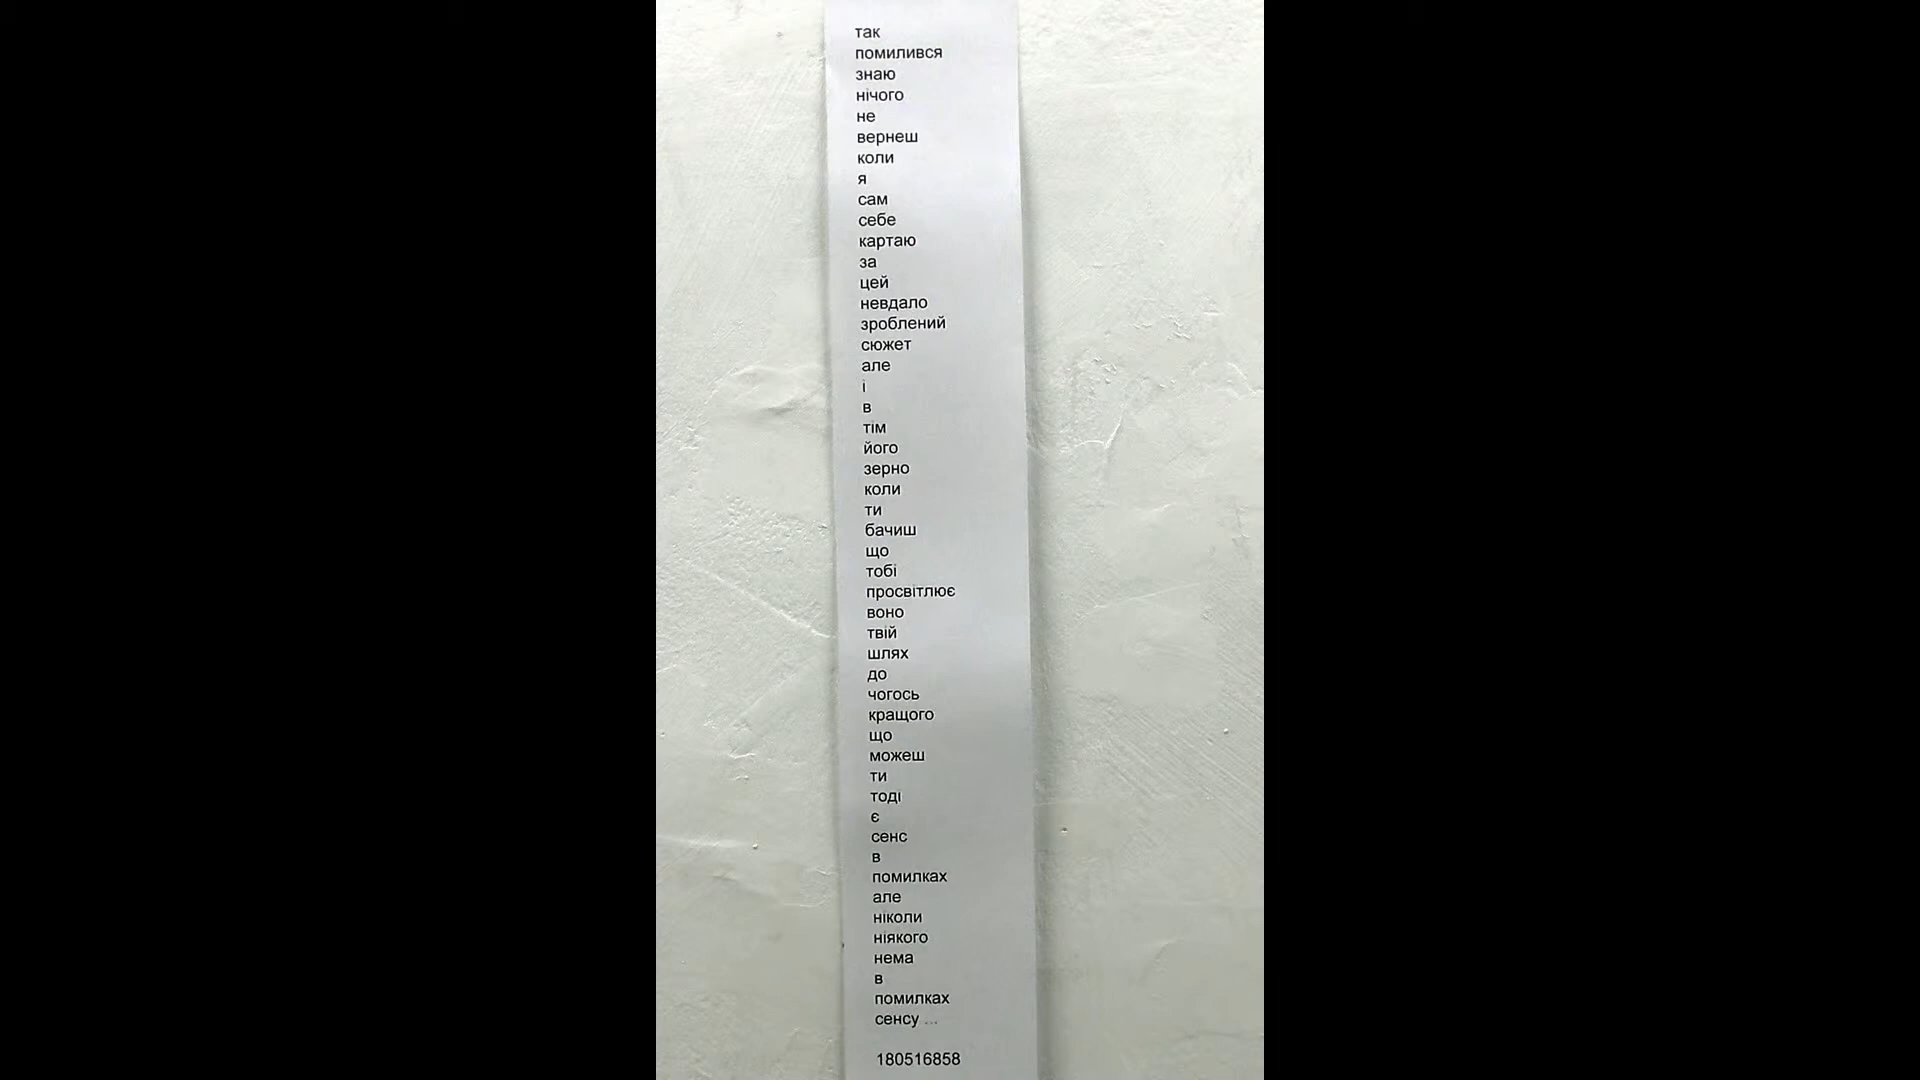 так
помилився
знаю
нічого
не
вернеш
коли
я
сам
себе
картаю
за
цей
невдало
зроблений
сюжет
але
і
в
тім
його
зерно
коли
ти
бачиш
що
тобі
просвітлює
воно
твій
шлях
до
чогось
кращого
що
можеш
ти
тоді
є
сенс
в
помилках
але
ніколи
ніякого
нема
в
помилках
сенсу ...
180516858